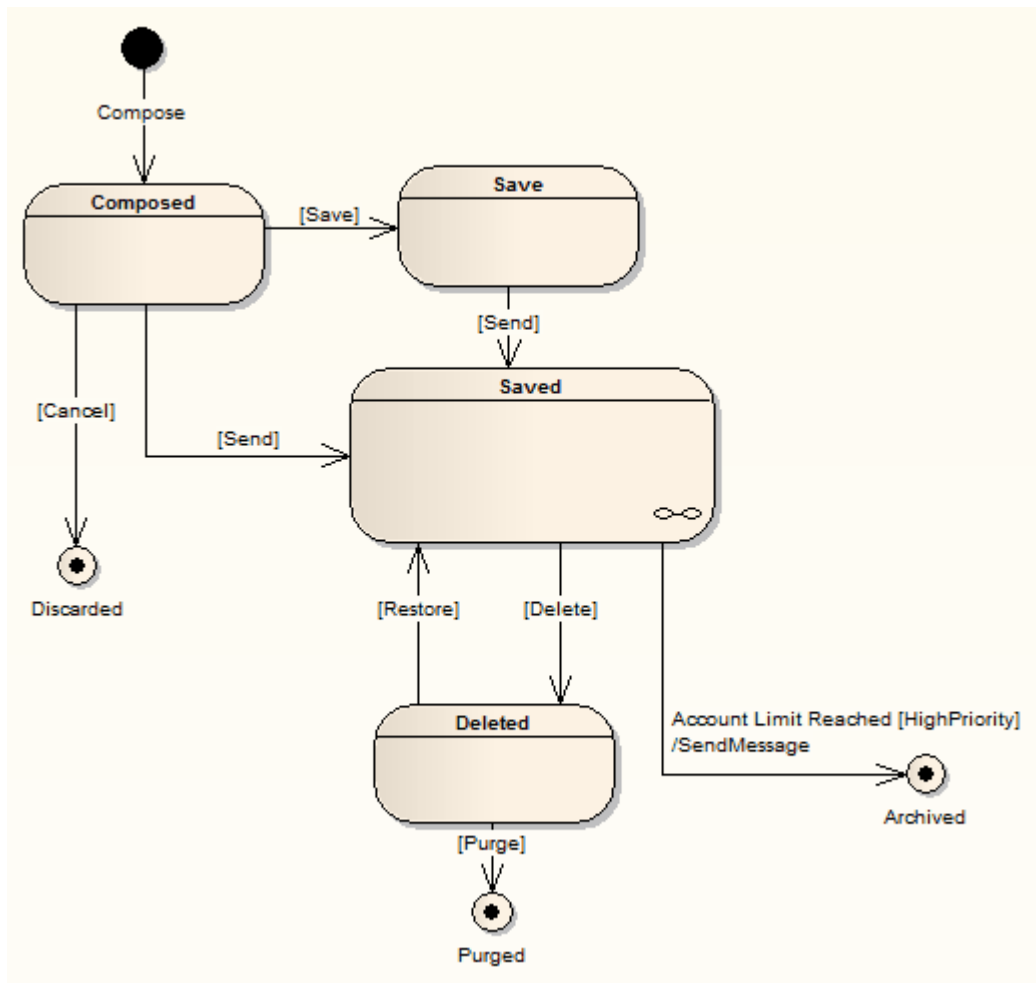 Compose
Composed
Save
[Save]
[Send]
Saved
[Cancel]
[Send]
Discarded
[Restore]
[Delete]
Deleted
Account Limit Reached [HighPriority]
/SendMessage
Archived
[Purge]
Purged